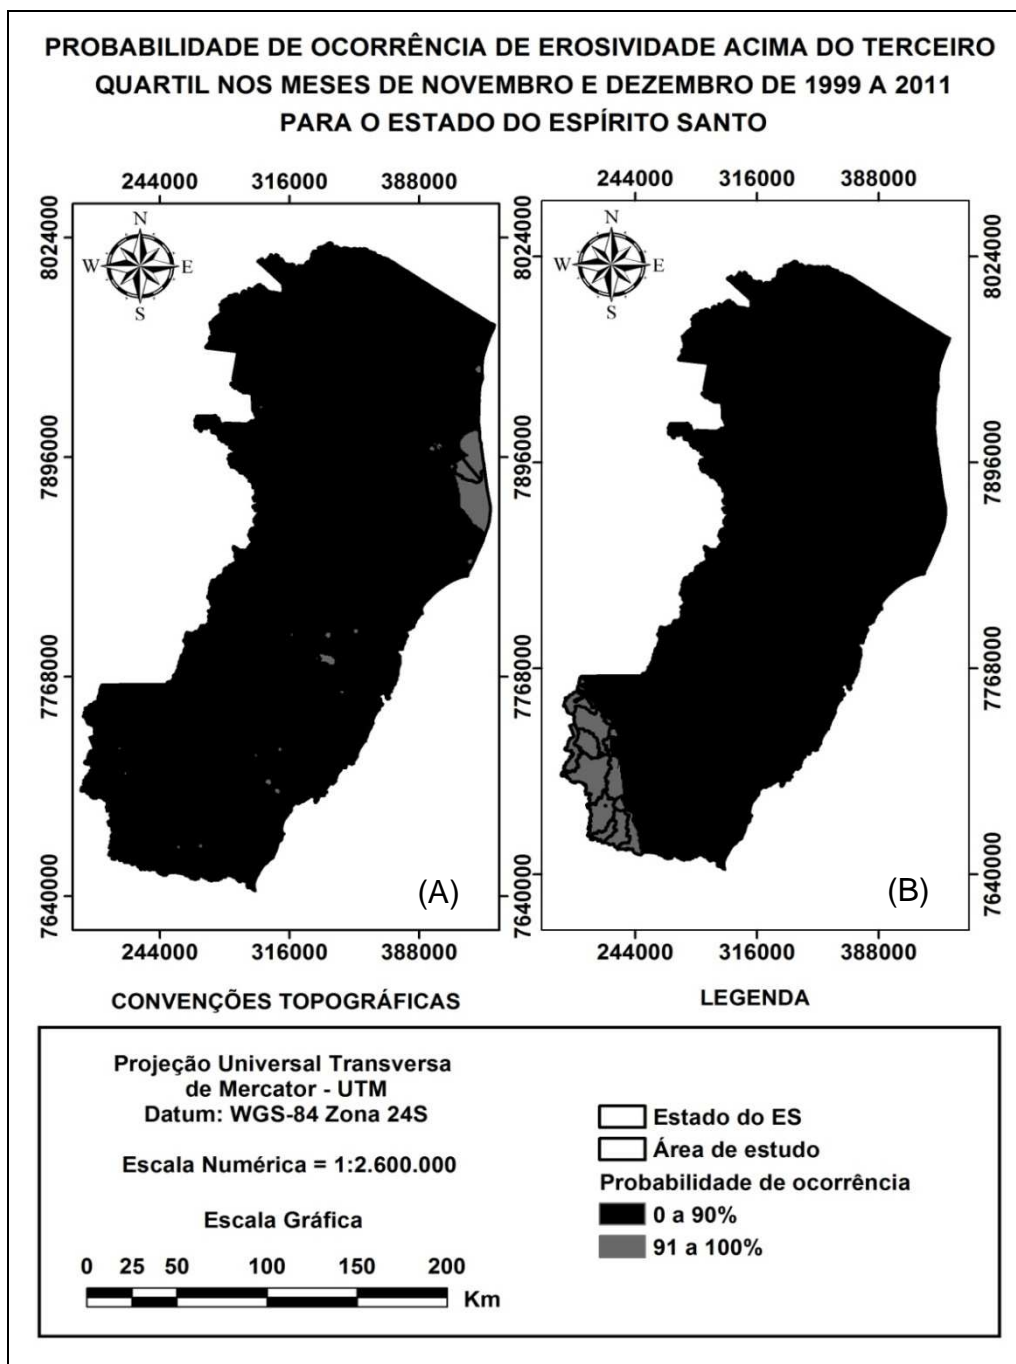 PROBABILIDADE DE OCORRÊNCIA DE EROSIVIDADE ACIMA DO TERCEIRO
QUARTIL NOS MESES DE NOVEMBRO E DEZEMBRO DE 1999 A 2011
PARA O ESTADO DO ESPÍRITO SANTO
244000 316000 388000
8024000
7896000
7768000
7640000
N
W E
S
(A)
244000 316000 388000
8024000
7896000
7768000
7640000
244000 316000 388000
N
W E
S
(B)
8024000
7896000
7768000
7640000
244000 316000 388000
CONVENÇÕES TOPOGRÁFICAS
LEGENDA
Projeção Universal Transversa
de Mercator - UTM
Datum: WGS-84 Zona 24S
Escala Numérica = 1:2.600.000
Escala Gráfica
0 25 50 100 150 200
Km
Estado do ES
Área de estudo
Probabilidade de ocorrência
0 a 90%
91 a 100%